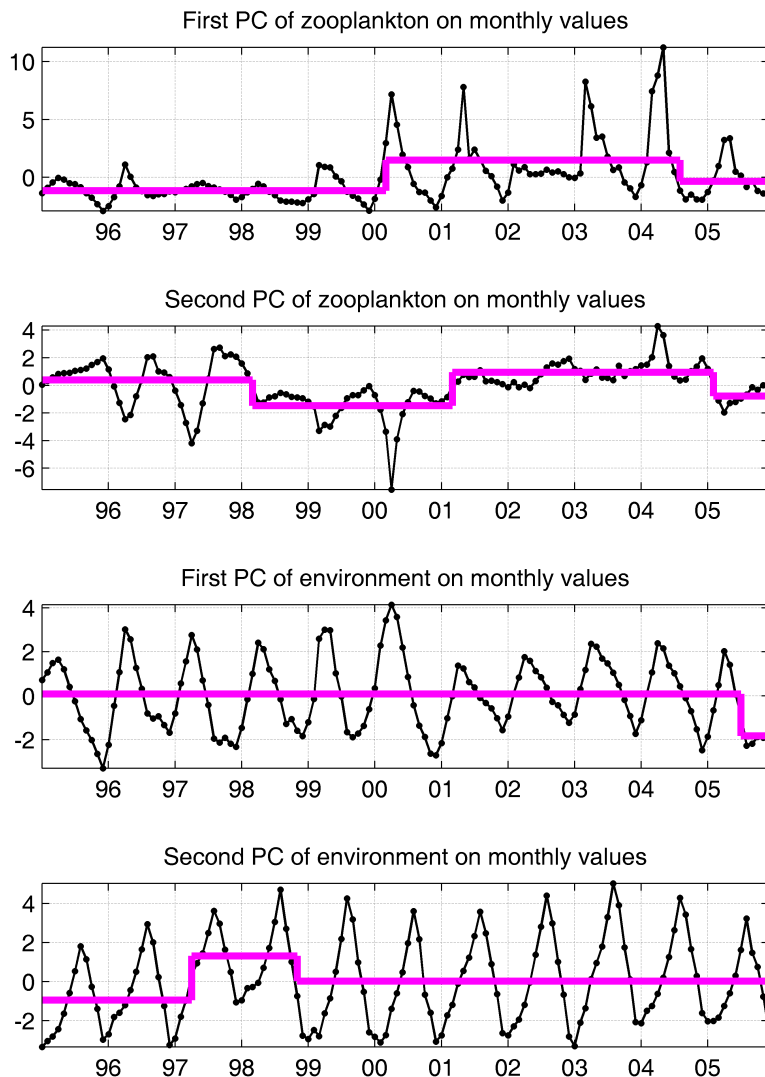 First PC of zooplankton on monthly values
10
5
0
96 97 98 99 00 01 02 03 04 05
Second PC of zooplankton on monthly values
4
2
0
-2
-4
-6
96 97 98 99 00 01 02 03 04 05
First PC of environment on monthly values
4
2
0
-2
96 97 98 99 00 01 02 03 04 05
Second PC of environment on monthly values
4
2
0
-2
96 97 98 99 00 01 02 03 04 05